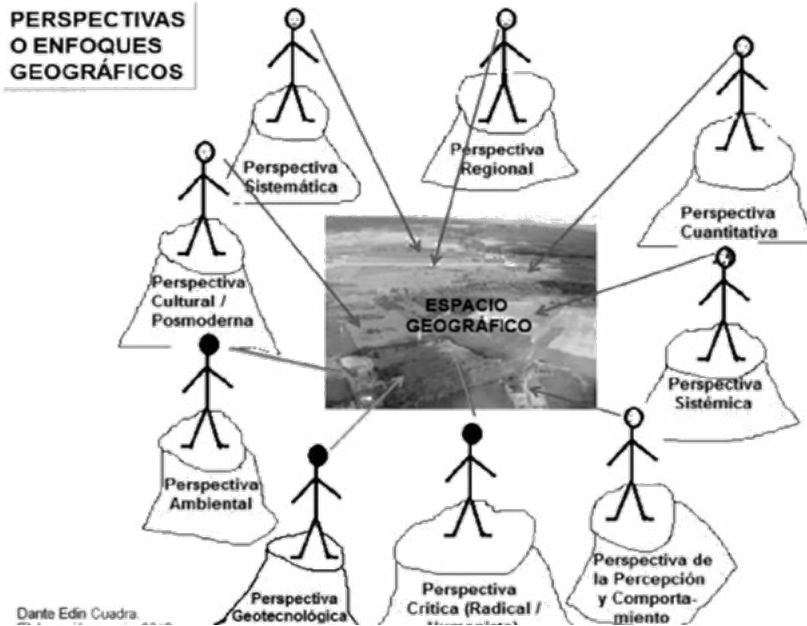 PERSPECTIVAS
O ENFOQUES
GEOGRÁFICOS
Perspectiva
Sistemática
Perspectiva
Regional
Perspectiva
Cuantitativa
Perspectiva
Cultural /
Posmoderna
ESPACIO
GEOGRÁFICO
Perspectiva
Sistémica
Perspectiva
Ambiental
Perspectiva
Geotecnológica
Perspectiva
Crítica (Radical /
Perspectiva de
la Percepción
y Comporta-
miento
Dante Edin Cuadra.